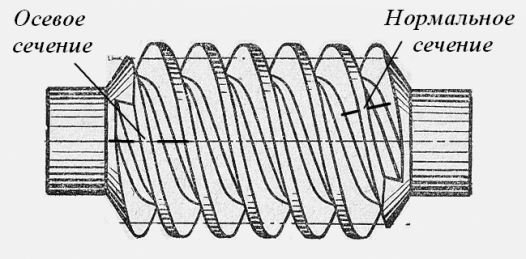 Осевое
сечение
Нормальное
сечение